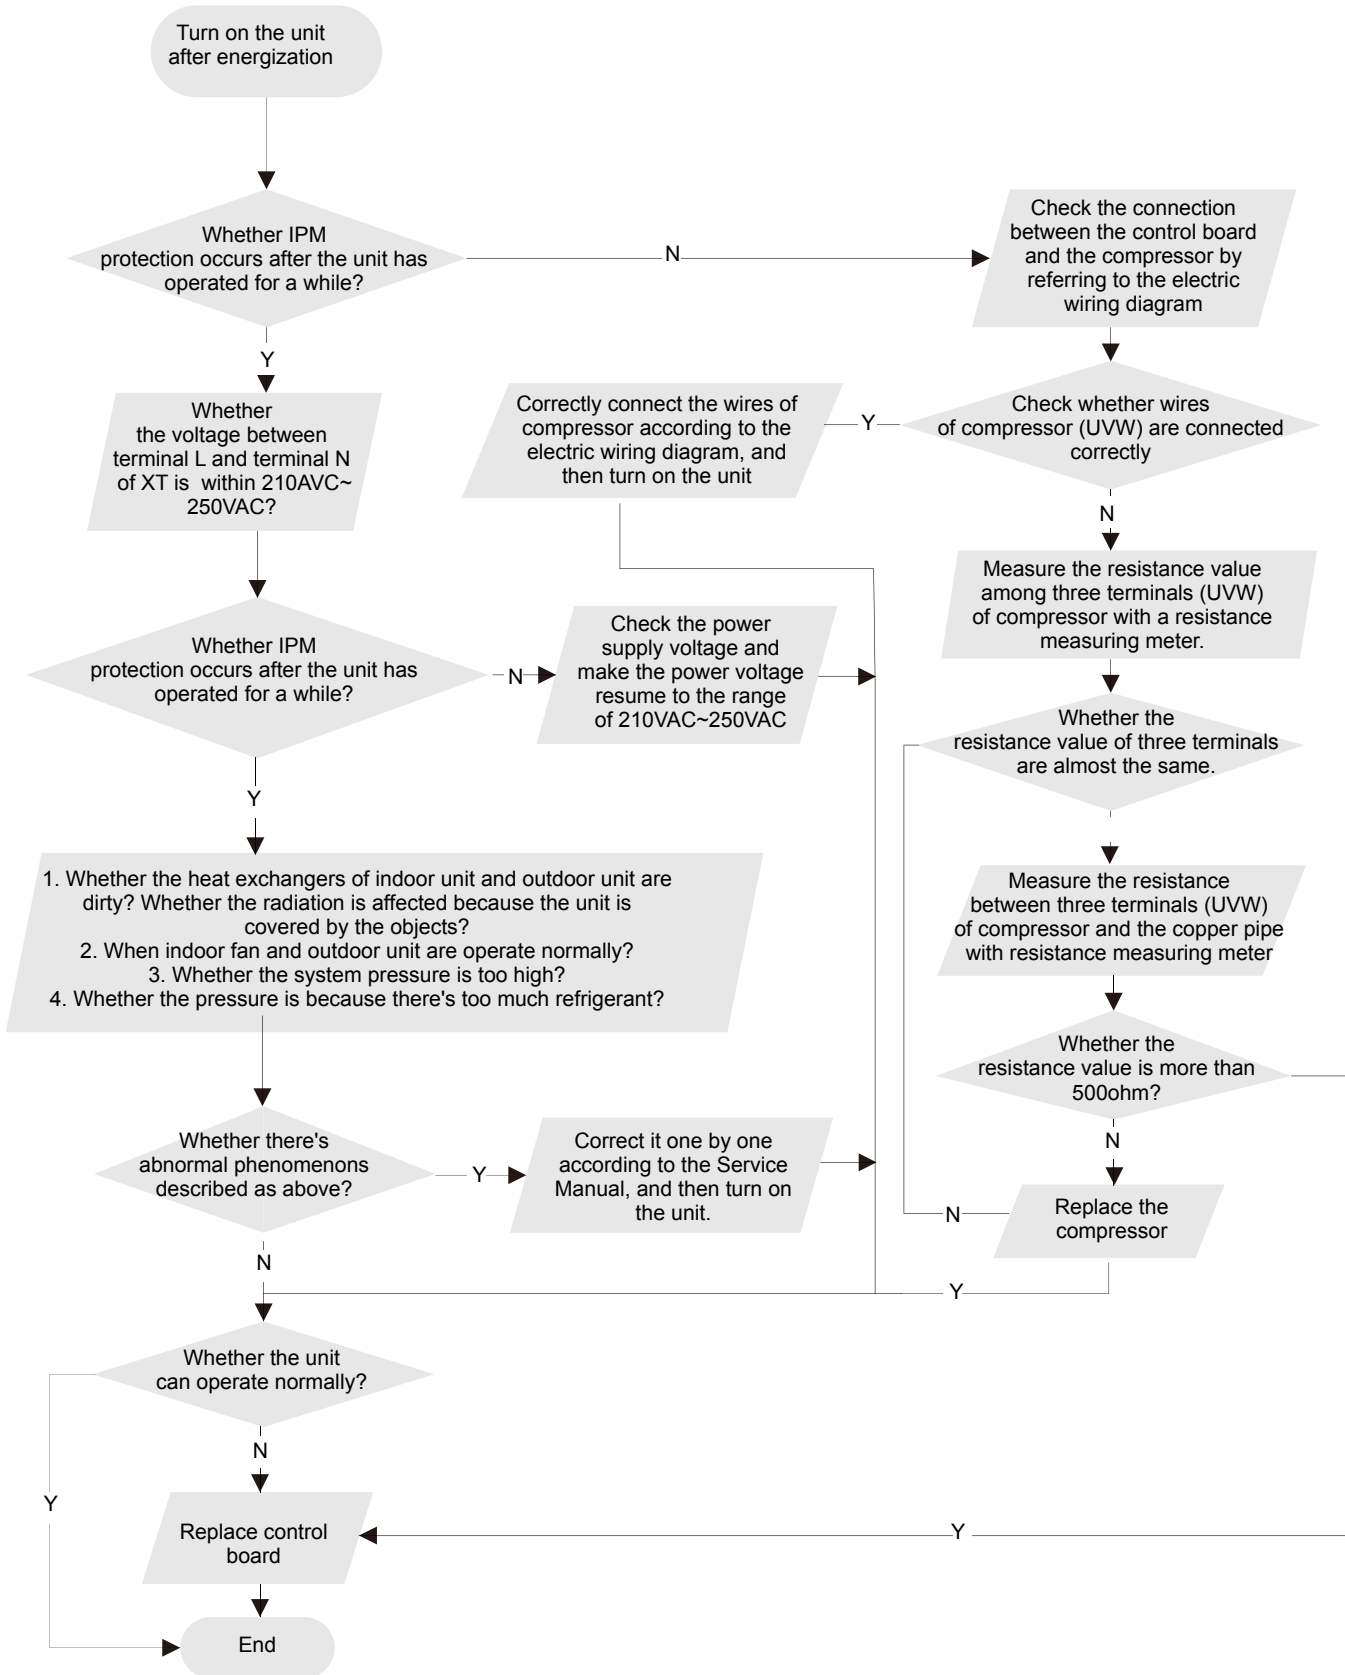 Turn on the unit
after energization
Whether IPM
protection occurs after the unit has
operated for a while?
N
Check the connection
between the control board
and the compressor by
referring to the electric
wiring diagram
Y
Whether
the voltage between
terminal L and terminal N
of XT is within 210AVC~
250VAC?
Correctly connect the wires of
compressor according to the
electric wiring diagram, and
then turn on the unit
Y
Check whether wires
of compressor (UVW) are connected
correctly
N
Measure the resistance value
among three terminals (UVW)
of compressor with a resistance
measuring meter.
Whether IPM
protection occurs after the unit has
operated for a while?
N
Check the power
supply voltage and
make the power voltage
resume to the range
of 210VAC~250VAC
Whether the
resistance value of three terminals
are almost the same.
Y
1. Whether the heat exchangers of indoor unit and outdoor unit are
dirty? Whether the radiation is affected because the unit is
covered by the objects?
2. When indoor fan and outdoor unit are operate normally?
3. Whether the system pressure is too high?
4. Whether the pressure is because there's too much refrigerant?
Measure the resistance
between three terminals (UVW)
of compressor and the copper pipe
with resistance measuring meter
Whether the
resistance value is more than
500ohm?
Whether there's
abnormal phenomenons
described as above?
Y
Correct it one by one
according to the Service
Manual, and then turn on
the unit.
N
N
Replace the
compressor
N
Y
Whether the unit
can operate normally?
N
Y
Replace control
board
Y
End